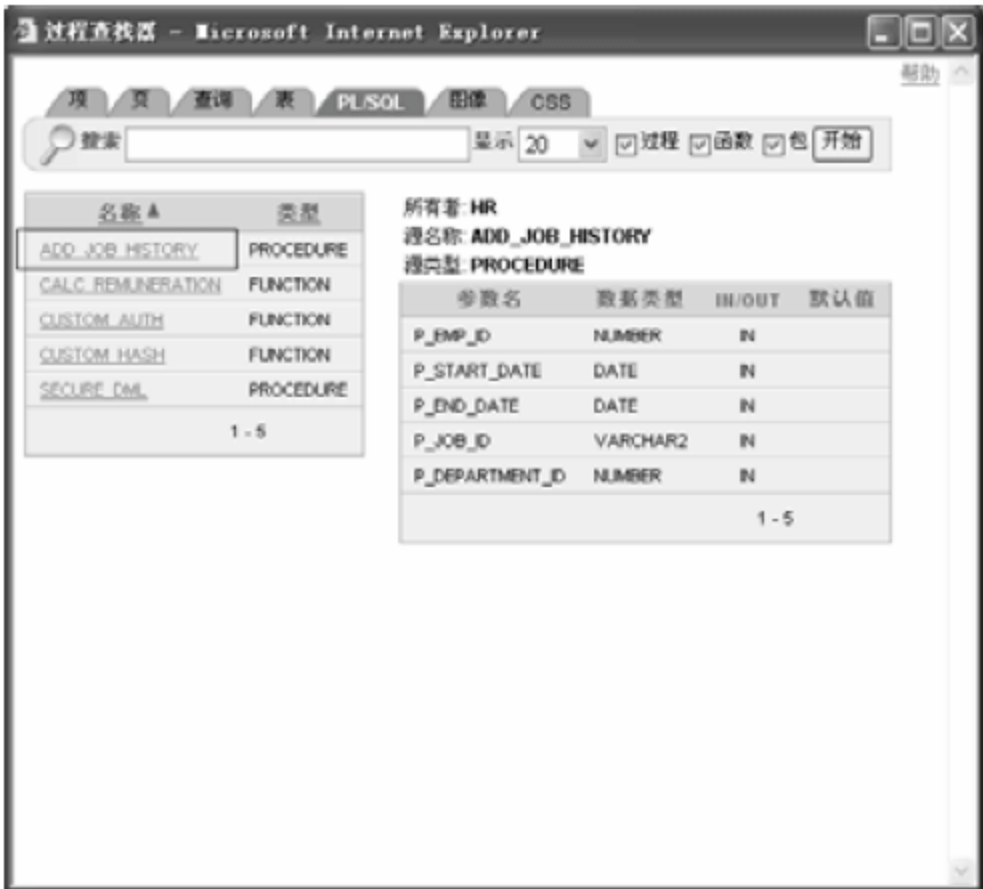 过程查找器 - Microsoft Internet Explorer
帮助
项 页 查询 表 PL/SQL 图像 CSS
搜索 显示 20 过程 函数 包 开始
名称 类型
ADD_JOB_HISTORY PROCEDURE
CALC_REMUNERATION FUNCTION
CUSTOM_AUTH FUNCTION
CUSTOM_HASH FUNCTION
SECURE_DML PROCEDURE
1 - 5
所有者: HR
源名称: ADD_JOB_HISTORY
源类型: PROCEDURE
参数名 数据类型 IN/OUT 默认值
P_EMP_ID NUMBER IN
P_START_DATE DATE IN
P_END_DATE DATE IN
P_JOB_ID VARCHAR2 IN
P_DEPARTMENT_ID NUMBER IN
1 - 5